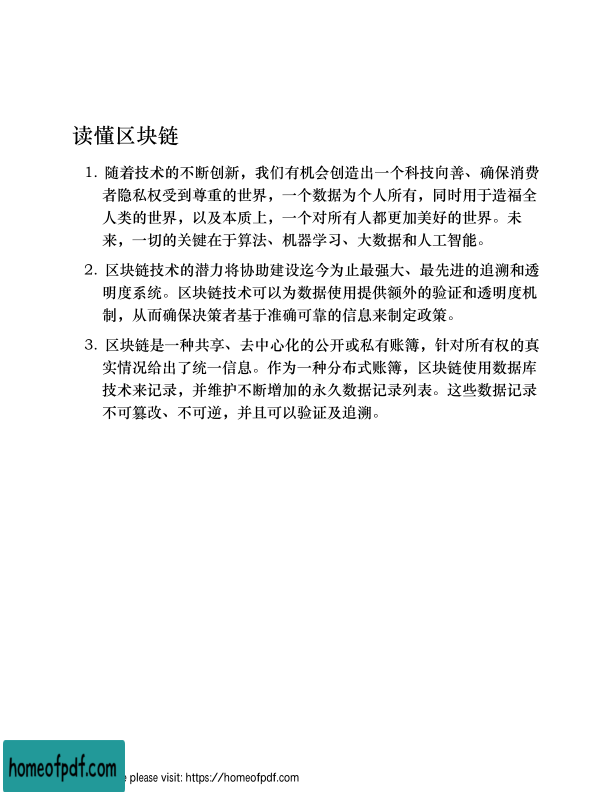 读懂区块链
1. 随着技术的不断创新，我们有机会创造出一个科技向善、确保消费
者隐私权受到尊重的世界，一个数据为个人所有，同时用于造福全
人类的世界，以及本质上，一个对所有人都更加美好的世界。未
来，一切的关键在于算法、机器学习、大数据和人工智能。
2. 区块链技术的潜力将协助建设迄今为止最强大、最先进的追溯和透
明度系统。区块链技术可以为数据使用提供额外的验证和透明度机
制，从而确保决策者基于准确可靠的信息来制定政策。
3. 区块链是一种共享、去中心化的公开或私有账簿，针对所有权的真
实情况给出了统一信息。作为一种分布式账簿，区块链使用数据库
技术来记录，并维护不断增加的永久数据记录列表。这些数据记录
不可篡改、不可逆，并且可以验证及追溯。
homeofpdf.com
please visit: https://homeofpdf.com